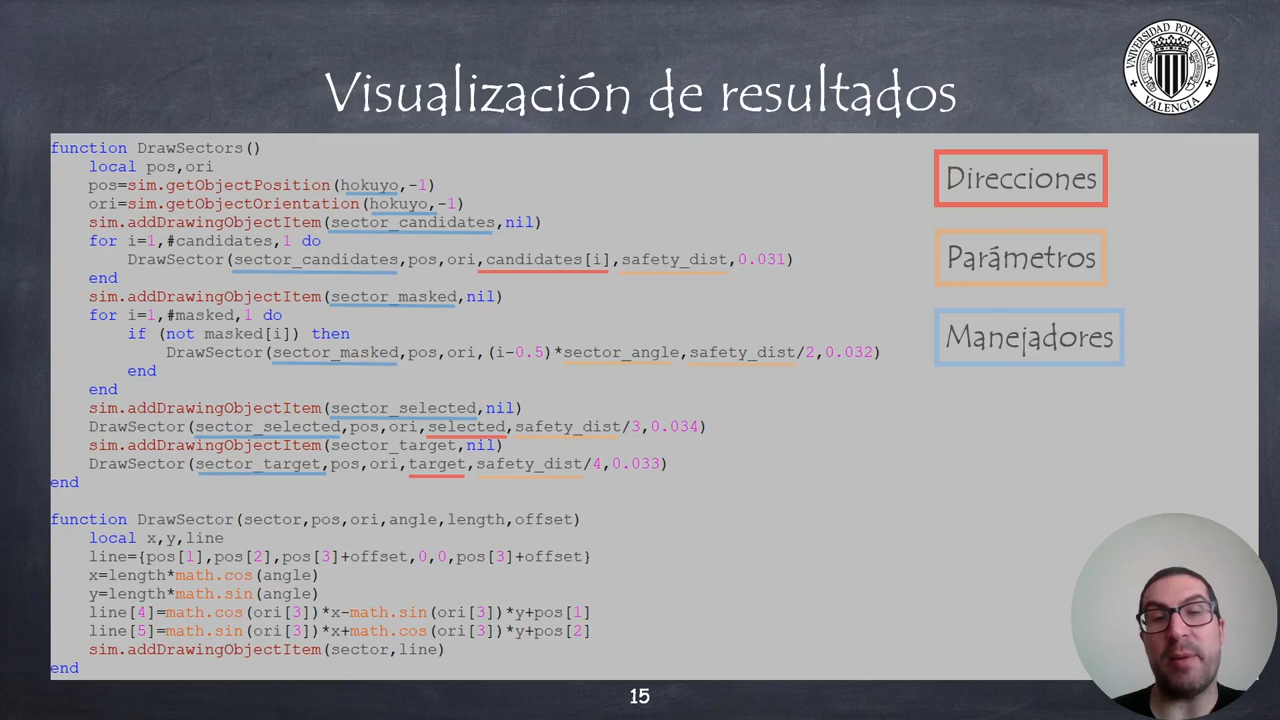 Visualización de resultados
UNIVERSIDAD POLITECNICA
VALENCIA
function DrawSectors()
    local pos,ori
    pos=sim.getObjectPosition(hokuyo,-1)
    ori=sim.getObjectOrientation(hokuyo,-1)
    sim.addDrawingObjectItem(sector_candidates,nil)
    for i=1,#candidates,1 do
        DrawSector(sector_candidates,pos,ori,candidates[i],safety_dist,0.031)
    end
    sim.addDrawingObjectItem(sector_masked,nil)
    for i=1,#masked,1 do
        if (not masked[i]) then
            DrawSector(sector_masked,pos,ori,(i-0.5)*sector_angle,safety_dist/2,0.032)
        end
    end
    sim.addDrawingObjectItem(sector_selected,nil)
    DrawSector(sector_selected,pos,ori,selected,safety_dist/3,0.034)
    sim.addDrawingObjectItem(sector_target,nil)
    DrawSector(sector_target,pos,ori,target,safety_dist/4,0.033)
end
function DrawSector(sector,pos,ori,angle,length,offset)
    local x,y,line
    line={pos[1],pos[2],pos[3]+offset,0,0,pos[3]+offset}
    x=length*math.cos(angle)
    y=length*math.sin(angle)
    line[4]=math.cos(ori[3])*x-math.sin(ori[3])*y+pos[1]
    line[5]=math.sin(ori[3])*x+math.cos(ori[3])*y+pos[2]
    sim.addDrawingObjectItem(sector,line)
end
Direcciones
Parámetros
Manejadores
15